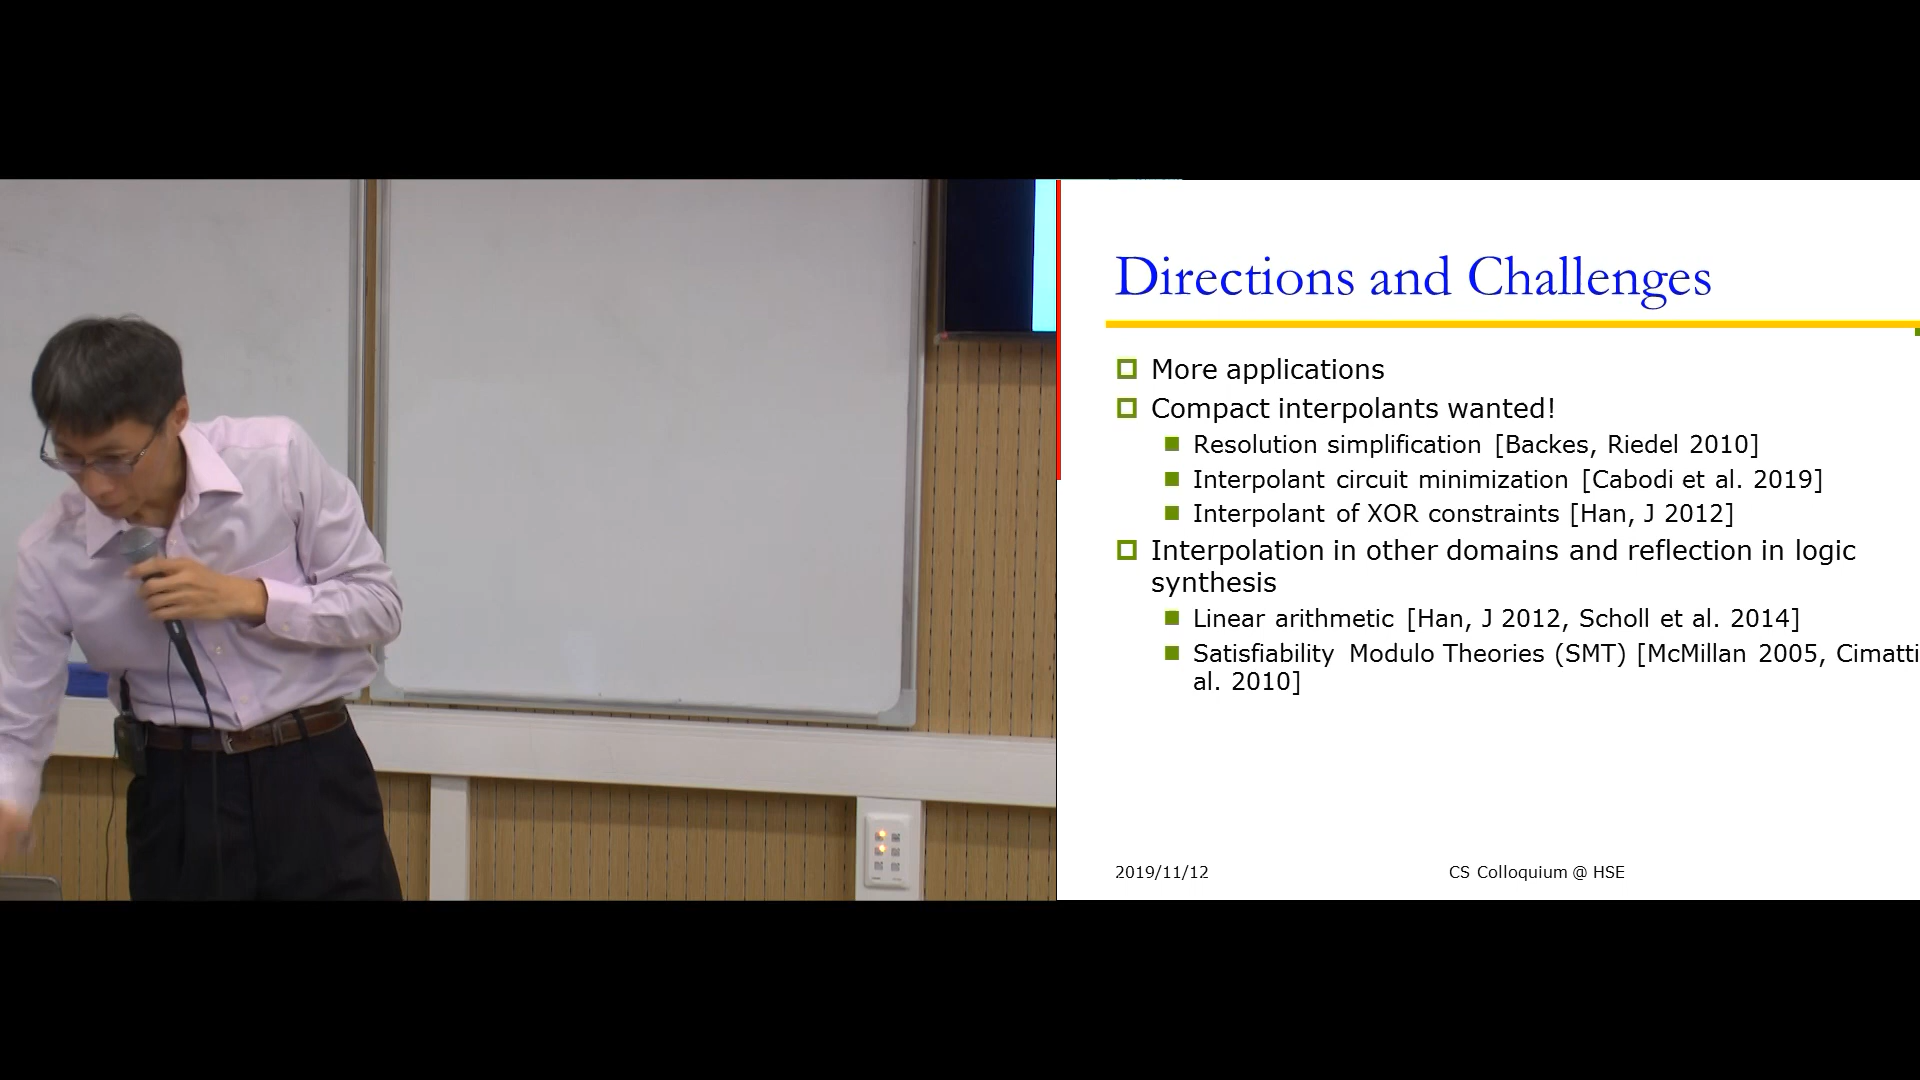 Directions and Challenges
More applications
Compact interpolants wanted!
Resolution simplification [Backes, Riedel 2010]
Interpolant circuit minimization [Cabodi et al. 2019]
Interpolant of XOR constraints [Han, J 2012]
Interpolation in other domains and reflection in logic
synthesis
Linear arithmetic [Han, J 2012, Scholl et al. 2014]
Satisfiability Modulo Theories (SMT) [McMillan 2005, Cimatti
al. 2010]
2019/11/12
CS Colloquium @ HSE